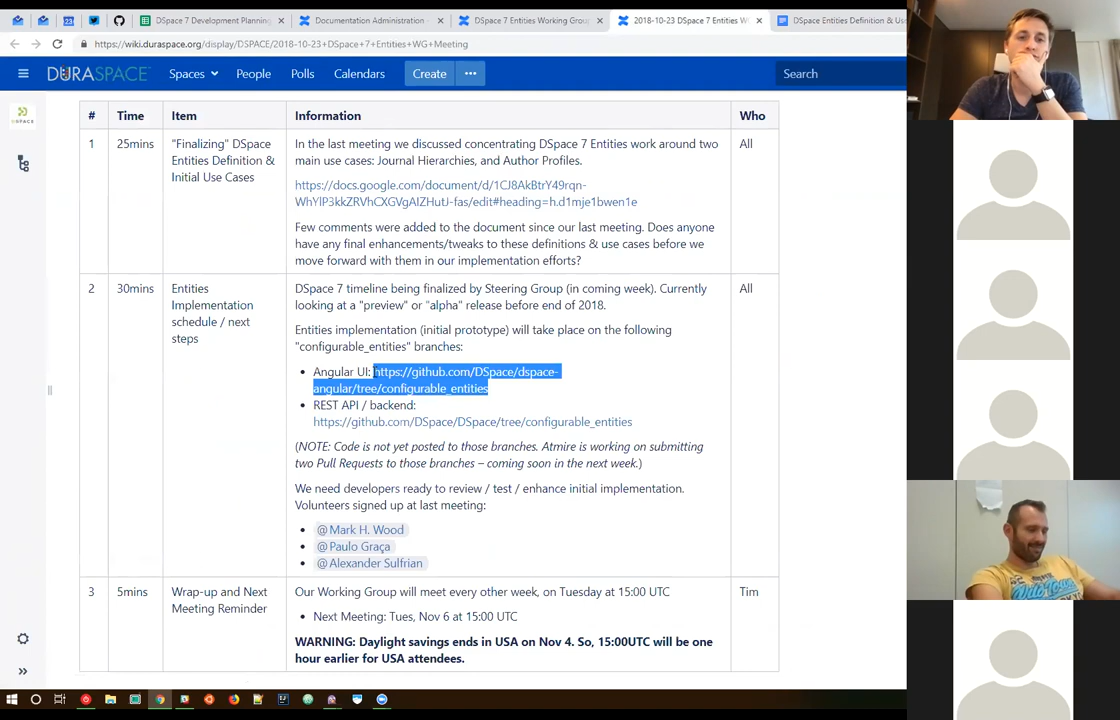 DSpace 7 Development Planning
Documentation Administration -
DSpace 7 Entities Working Grou
2018-10-23 DSpace 7 Entities W
DSpace Entities Definition & Us
https://wiki.duraspace.org/display/DSPACE/2018-10-23+DSpace+7+Entities+WG+Meeting
DURASPACE
Spaces
People
Polls
Calendars
Create
Search
DSPACE
# Time Item Information Who
1
25mins
"Finalizing" DSpace
Entities Definition &
Initial Use Cases
In the last meeting we discussed concentrating DSpace 7 Entities work around two
main use cases: Journal Hierarchies, and Author Profiles.
https://docs.google.com/document/d/1CJ8AkBtrY49rqn-
WhYlP3kkZRVhCXGVgAIZHutJ-fas/edit#heading=h.d1mje1bwen1e
Few comments were added to the document since our last meeting. Does anyone
have any final enhancements/tweaks to these definitions & use cases before we
move forward with them in our implementation efforts?
All
2
30mins
Entities
Implementation
schedule / next
steps
DSpace 7 timeline being finalized by Steering Group (in coming week). Currently
looking at a "preview" or "alpha" release before end of 2018.
Entities implementation (initial prototype) will take place on the following
"configurable_entities" branches:
• Angular UI: https://github.com/DSpace/dspace-
angular/tree/configurable_entities
• REST API / backend:
https://github.com/DSpace/DSpace/tree/configurable_entities
(NOTE: Code is not yet posted to those branches. Atmire is working on submitting
two Pull Requests to those branches – coming soon in the next week.)
We need developers ready to review / test / enhance initial implementation.
Volunteers signed up at last meeting:
• @Mark H. Wood
• @Paulo Graça
• @Alexander Sulfrian
All
3
5mins
Wrap-up and Next
Meeting Reminder
Our Working Group will meet every other week, on Tuesday at 15:00 UTC
• Next Meeting: Tues, Nov 6 at 15:00 UTC
WARNING: Daylight savings ends in USA on Nov 4. So, 15:00UTC will be one
hour earlier for USA attendees.
Tim